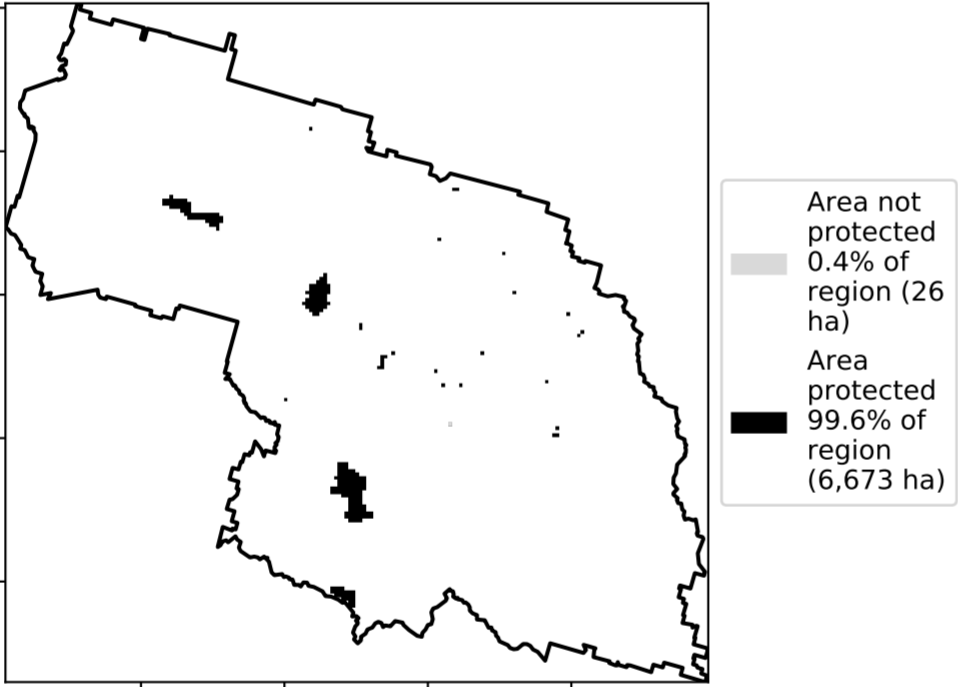 Area not
protected
0.4% of
region (26
ha)
Area
protected
99.6% of
region
(6,673 ha)